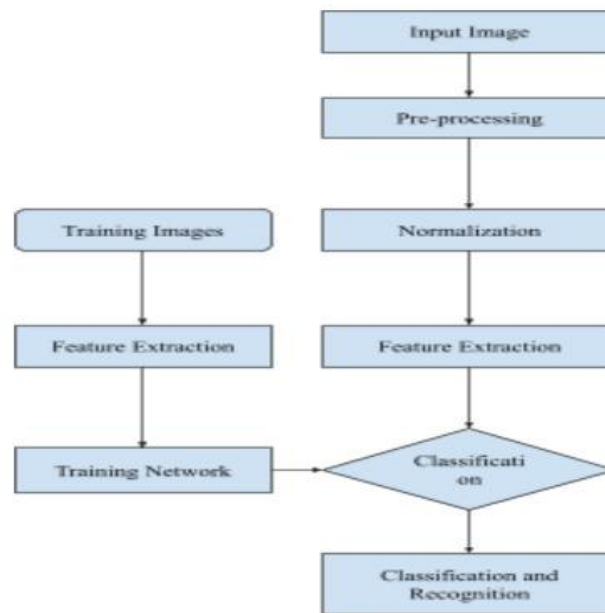 Input Image
Pre-processing
Training Images
Normalization
Feature Extraction
Feature Extraction
Training Network
Classificati
on
Classification and
Recognition